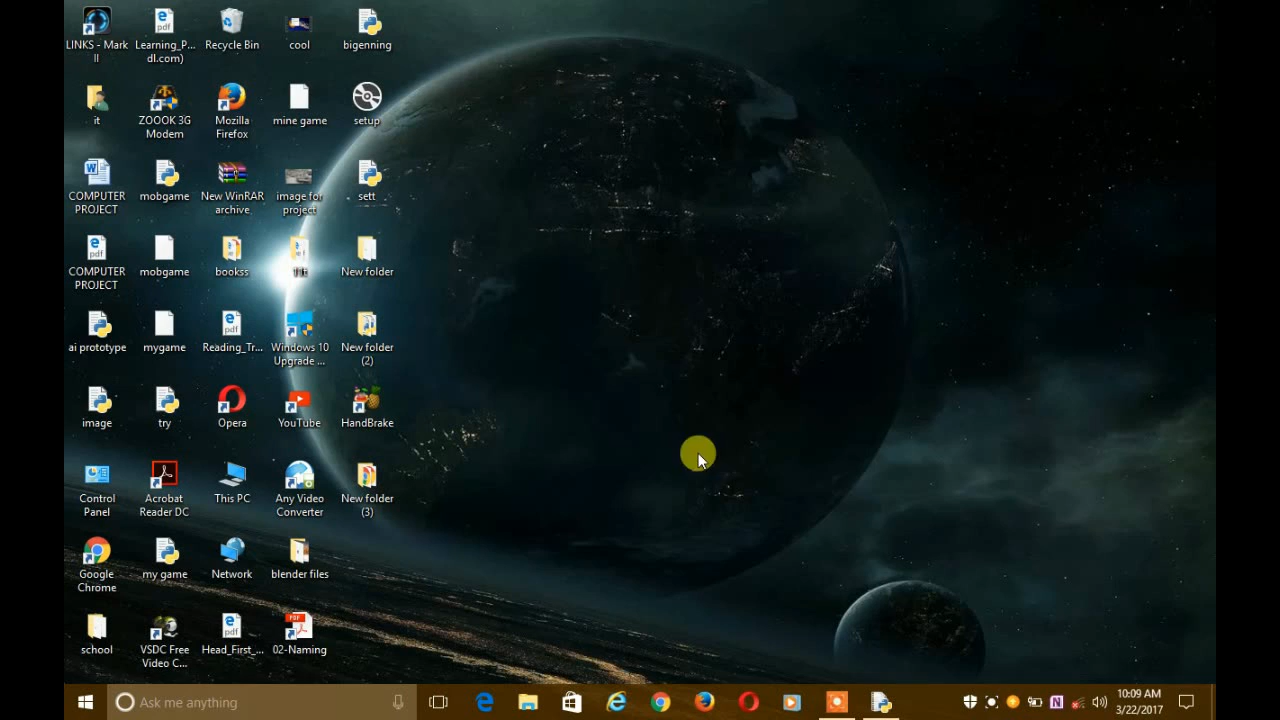 LINKS - Mark
II
Learning_P...
dl.com)
Recycle Bin
cool
bigenning
it
ZOOOK 3G
Modem
Mozilla
Firefox
mine game
setup
COMPUTER
PROJECT
mobgame
New WinRAR
archive
image for
project
sett
COMPUTER
PROJECT
mobgame
bookss
New folder
ai prototype
mygame
Reading_Tr...
Windows 10
Upgrade ...
New folder
(2)
image
try
Opera
YouTube
HandBrake
Control
Panel
Acrobat
Reader DC
This PC
Any Video
Converter
New folder
(3)
Google
Chrome
my game
Network
blender files
school
VSDC Free
Video C...
Head_First_...
02-Naming
Ask me anything
10:09 AM
3/22/2017